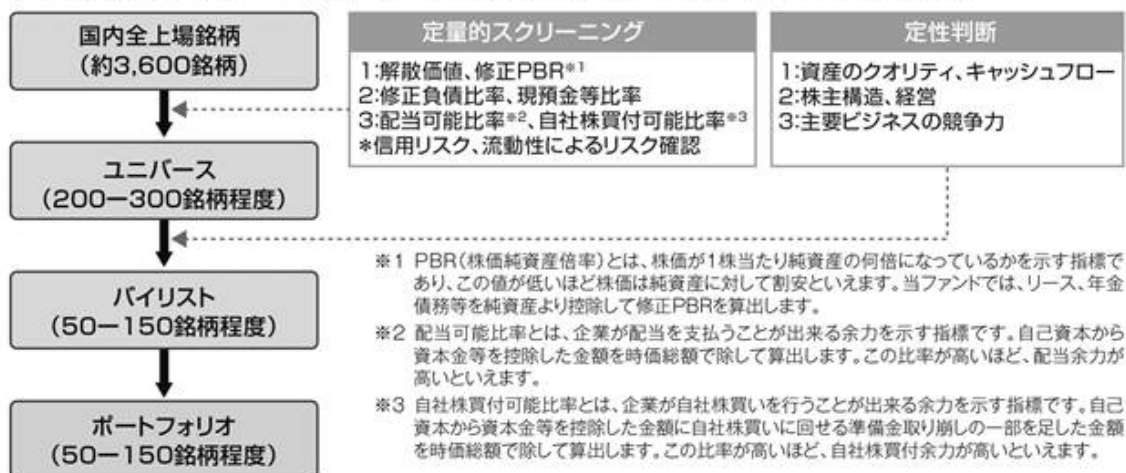 国内全上場銘柄
(約3,600銘柄)
定量的スクリーニング
1:解散価値、修正PBR※1
2:修正負債比率、現預金等比率
3:配当可能比率※2、自社株買付可能比率※3
*信用リスク、流動性によるリスク確認
定性判断
1:資産のクオリティ、キャッシュフロー
2:株主構造、経営
3:主要ビジネスの競争力
ユニバース
(200ー300銘柄程度)
バイリスト
(50ー150銘柄程度)
ポートフォリオ
(50ー150銘柄程度)
※1 PBR(株価純資産倍率)とは、株価が1株当たり純資産の何倍になっているかを示す指標で
あり、この値が低いほど株価は純資産に対して割安といえます。当ファンドでは、リース、年金
債務等を純資産より控除して修正PBRを算出します。
※2 配当可能比率とは、企業が配当を支払うことが出来る余力を示す指標です。自己資本から
資本金等を控除した金額を時価総額で除して算出します。この比率が高いほど、配当余力が
高いといえます。
※3 自社株買付可能比率とは、企業が自社株買いを行うことが出来る余力を示す指標です。自己
資本から資本金等を控除した金額に自社株買いに回せる準備金取り崩しの一部を足した金額
を時価総額で除して算出します。この比率が高いほど、自社株買付余力が高いといえます。